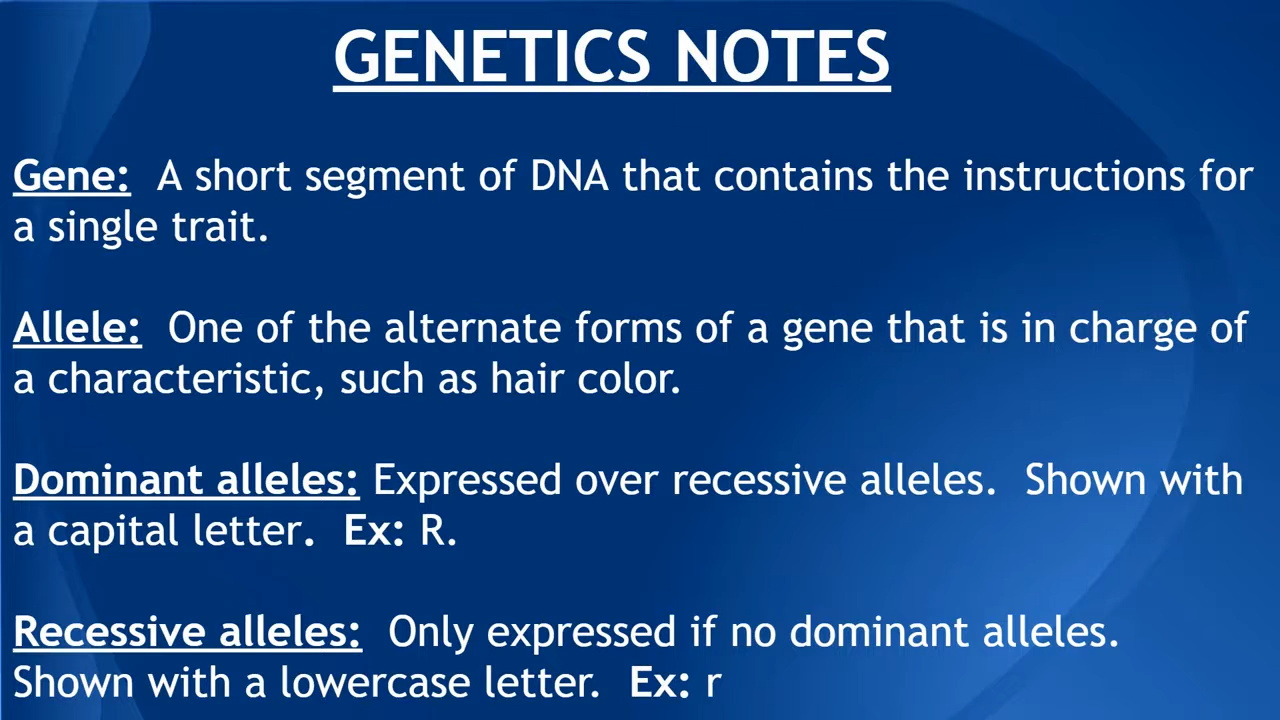 GENETICS NOTES
Gene: A short segment of DNA that contains the instructions for
a single trait.
Allele: One of the alternate forms of a gene that is in charge of
a characteristic, such as hair color.
Dominant alleles: Expressed over recessive alleles. Shown with
a capital letter. Ex: R.
Recessive alleles: Only expressed if no dominant alleles.
Shown with a lowercase letter. Ex: r